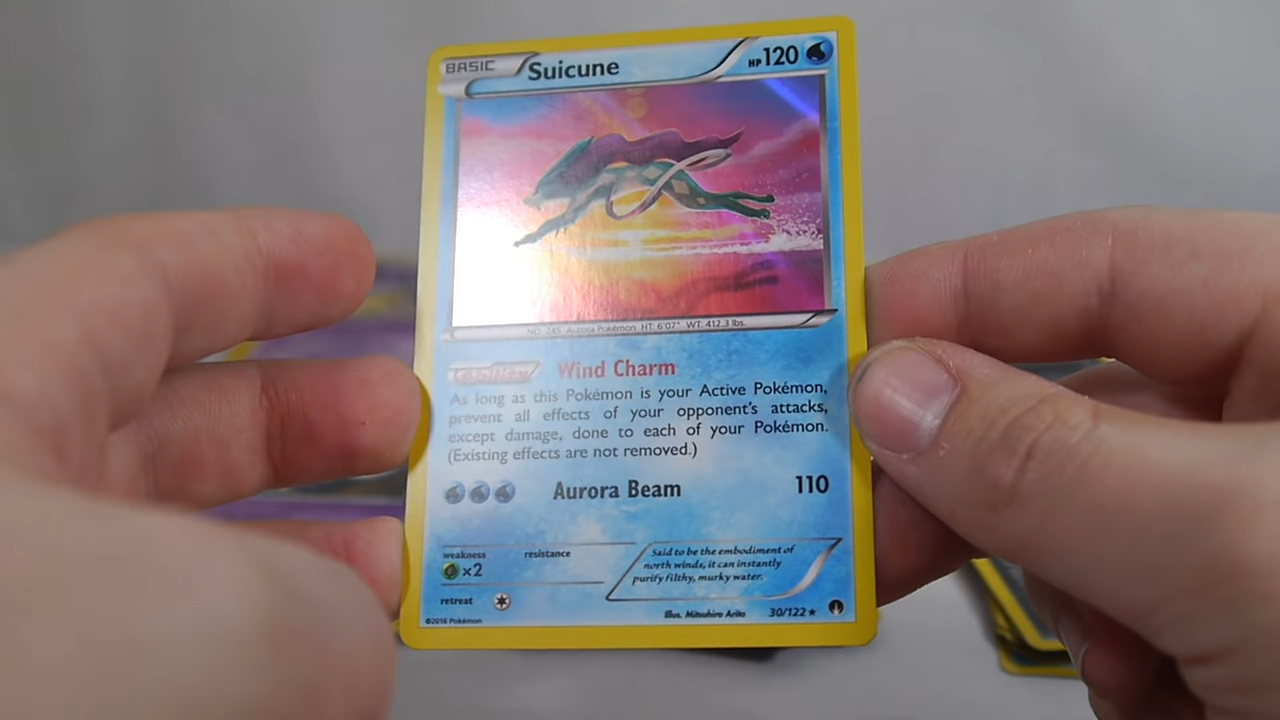 BASIC Suicune HP 120
NO. 245 Aurora Pokémon HT: 6'07" WT: 412.3 lbs.
Ability Wind Charm
As long as this Pokémon is your Active Pokémon,
prevent all effects of your opponent's attacks,
except damage, done to each of your Pokémon.
(Existing effects are not removed.)
Aurora Beam 110
weakness resistance
×2
retreat
Said to be the embodiment of
north winds, it can instantly
purify filthy, murky water.
Illus. Mitsuhiro Arita 30/122 ★
©2016 Pokémon